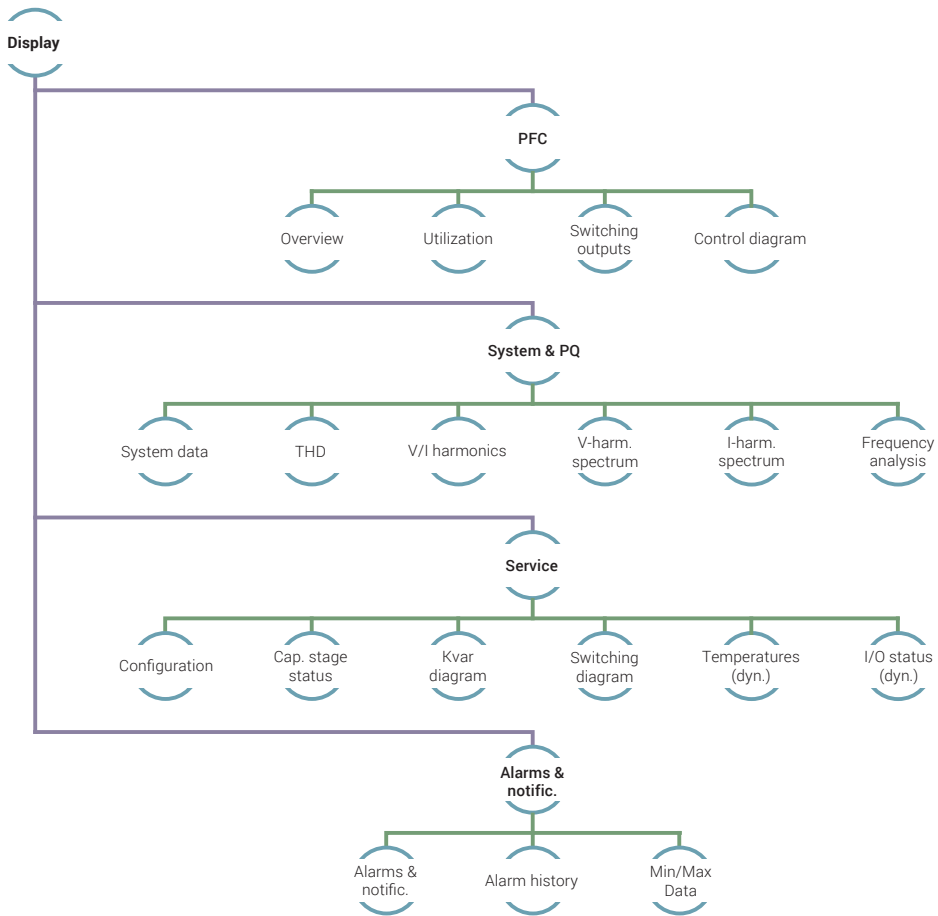 Display
PFC
Overview
Utilization
Switching
outputs
Control diagram
System & PQ
System data
THD
V/I harmonics
V-harm.
spectrum
I-harm.
spectrum
Frequency
analysis
Service
Configuration
Cap. stage
status
Kvar
diagram
Switching
diagram
Temperatures
(dyn.)
I/O status
(dyn.)
Alarms &
notific.
Alarms &
notific.
Alarm history
Min/Max
Data